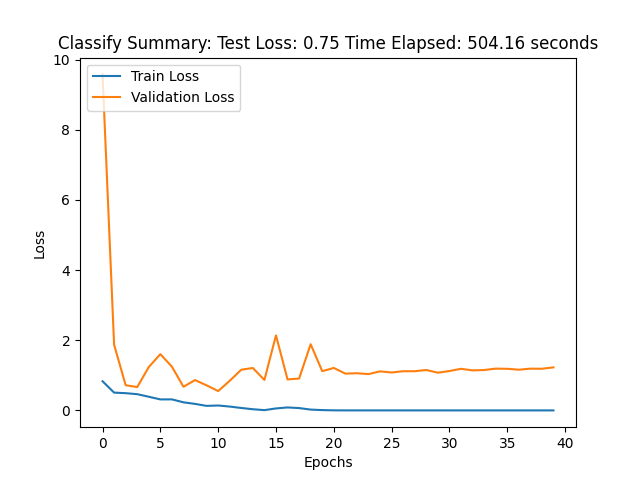 Classify Summary: Test Loss: 0.75 Time Elapsed: 504.16 seconds
Train Loss
Validation Loss
10
8
6
4
2
0
Loss
0 5 10 15 20 25 30 35 40
Epochs